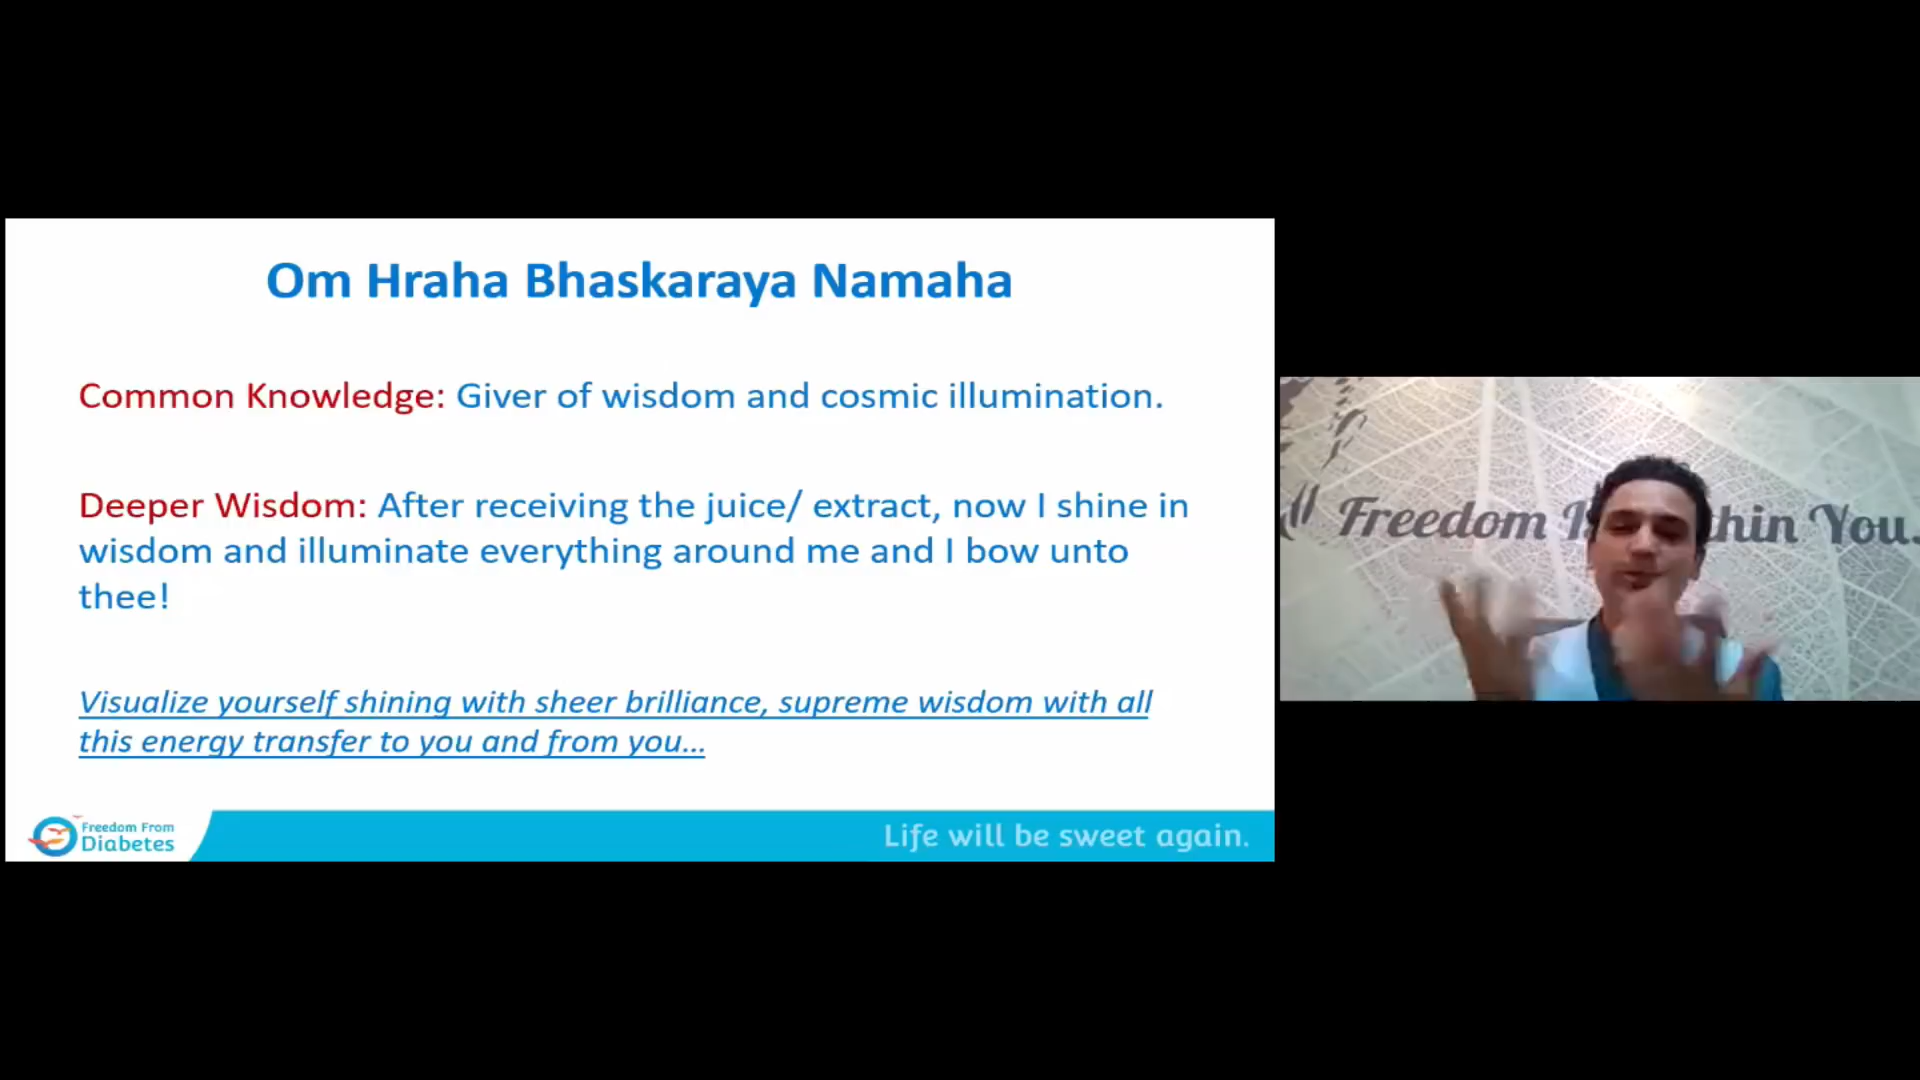 Om Hraha Bhaskaraya Namaha
Common Knowledge: Giver of wisdom and cosmic illumination.
Deeper Wisdom: After receiving the juice/ extract, now I shine in
wisdom and illuminate everything around me and I bow unto
thee!
Visualize yourself shining with sheer brilliance, supreme wisdom with all
this energy transfer to you and from you...
Freedom From
Diabetes
Life will be sweet again.
Freedom thin You.